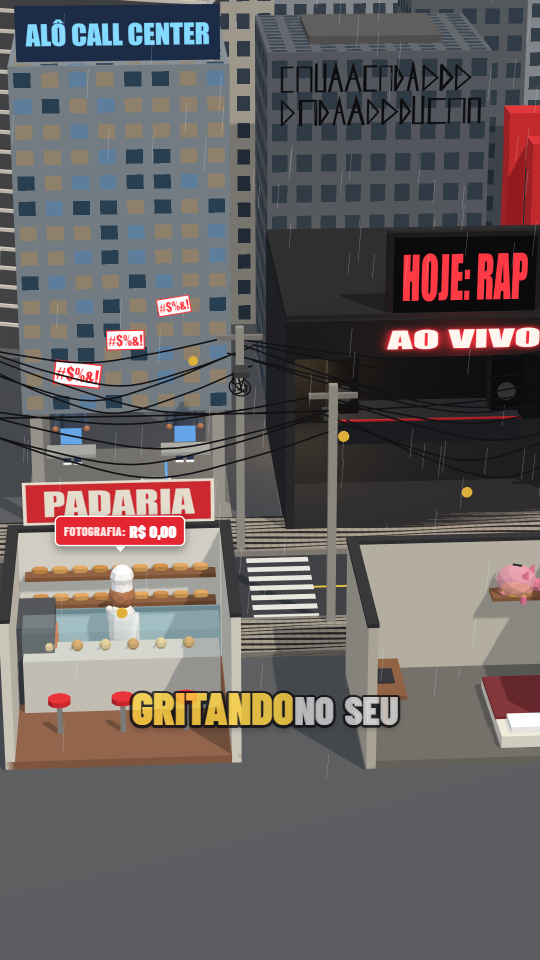 ALÔ CALL CENTER
HOJE: RAP
AO VIVO
#$%&!
#$%&!
#$%&!
PADARIA
FOTOGRAFIA: R$ 0,00
GRITANDO NO SEU